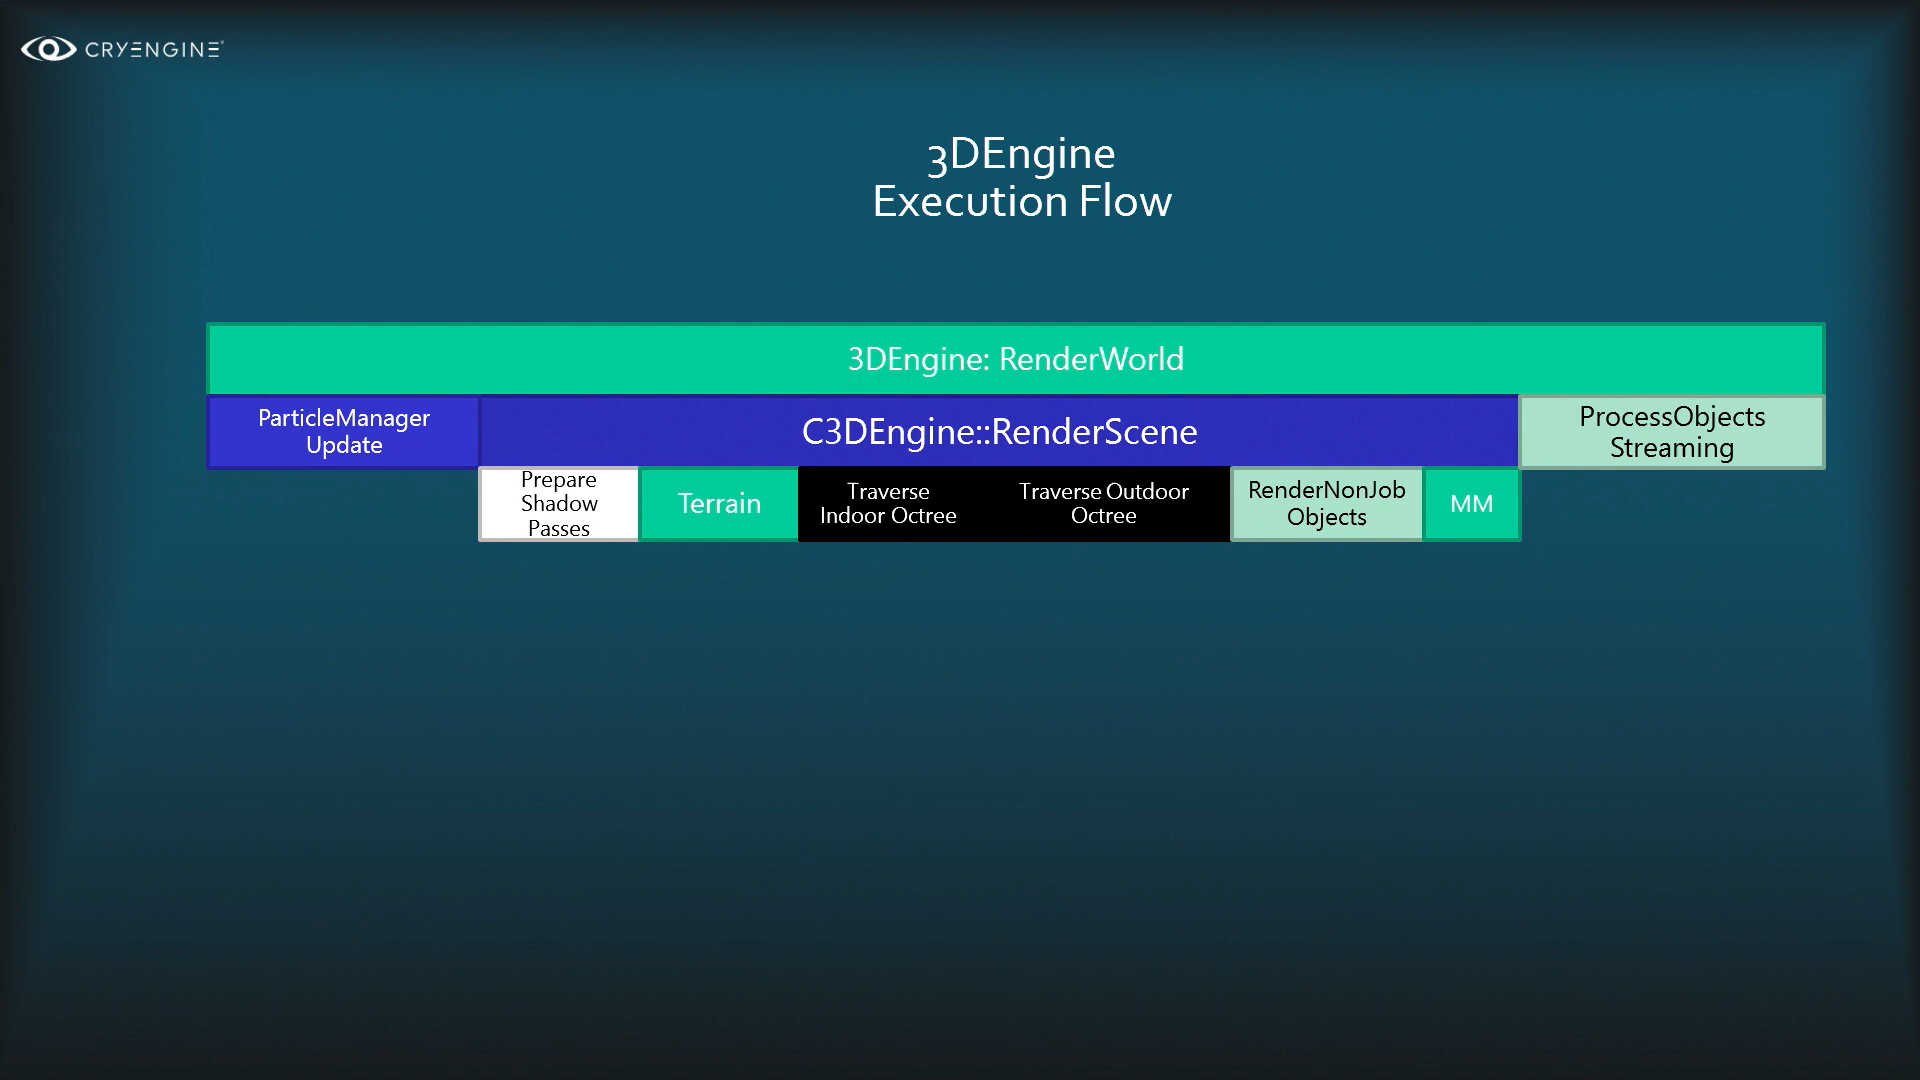 CRYENGINE®
3DEngine
Execution Flow
3DEngine: RenderWorld
ParticleManager
Update
C3DEngine::RenderScene
ProcessObjects
Streaming
Prepare
Shadow
Passes
Terrain
Traverse
Indoor Octree
Traverse Outdoor
Octree
RenderNonJob
Objects
MM